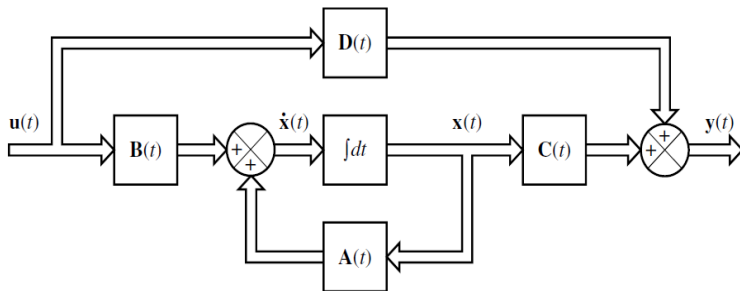 D(t)
u(t) ẋ(t) x(t) y(t)
B(t) + + ∫dt C(t) + +
A(t)